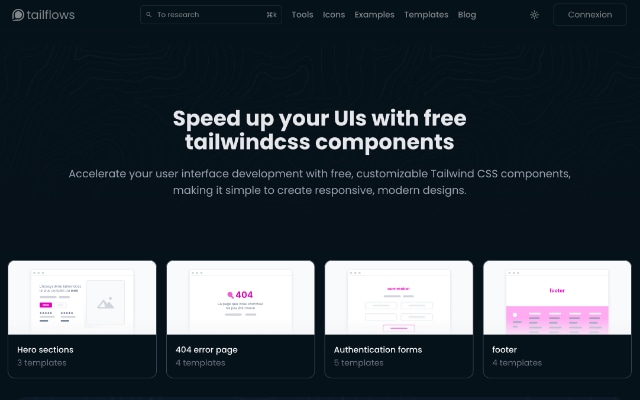 tailflows
To research
⌘k
Tools
Icons
Examples
Templates
Blog
Connexion
Speed up your UIs with free
tailwindcss components
Accelerate your user interface development with free, customizable Tailwind CSS components,
making it simple to create responsive, modern designs.
404
footer
Hero sections
3 templates
404 error page
4 templates
Authentication forms
5 templates
footer
4 templates